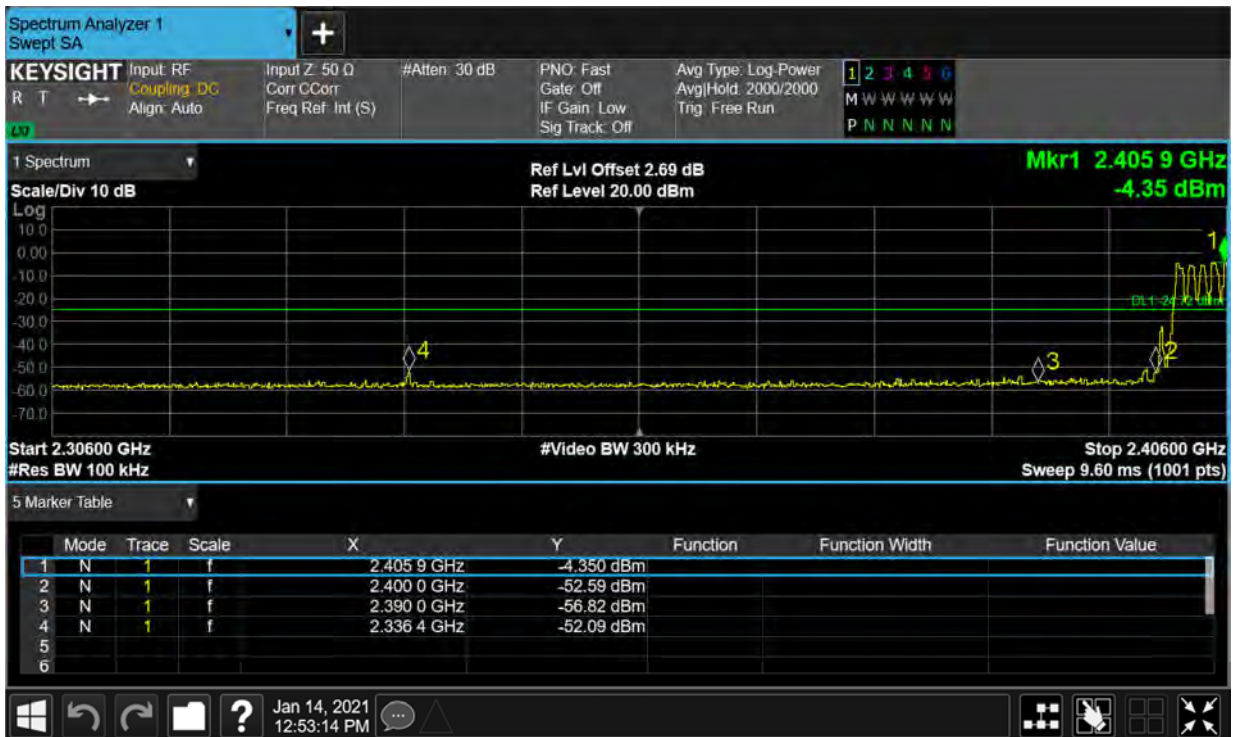 Spectrum Analyzer 1
Swept SA
KEYSIGHT
R T
Input: RF
Coupling: DC
Align: Auto
Input Z: 50 Ω
Corr CCorr
Freq Ref: Int (S)
#Atten: 30 dB
PNO: Fast
Gate: Off
IF Gain: Low
Sig Track: Off
Avg Type: Log-Power
Avg|Hold: 2000/2000
Trig: Free Run
1 2 3 4 5 6
M W W W W W
P N N N N N
LXI
1 Spectrum
Scale/Div 10 dB
Ref Lvl Offset 2.69 dB
Ref Level 20.00 dBm
Mkr1 2.405 9 GHz
-4.35 dBm
Log
10.0
0.00
-10.0
-20.0
-30.0
-40.0
-50.0
-60.0
-70.0
1
DL1 -24.72 dBm
4
3
2
Start 2.30600 GHz
#Res BW 100 kHz
#Video BW 300 kHz
Stop 2.40600 GHz
Sweep 9.60 ms (1001 pts)
5 Marker Table
Mode Trace Scale X Y Function Function Width Function Value
1 N 1 f 2.405 9 GHz -4.350 dBm
2 N 1 f 2.400 0 GHz -52.59 dBm
3 N 1 f 2.390 0 GHz -56.82 dBm
4 N 1 f 2.336 4 GHz -52.09 dBm
5
6
?
Jan 14, 2021
12:53:14 PM